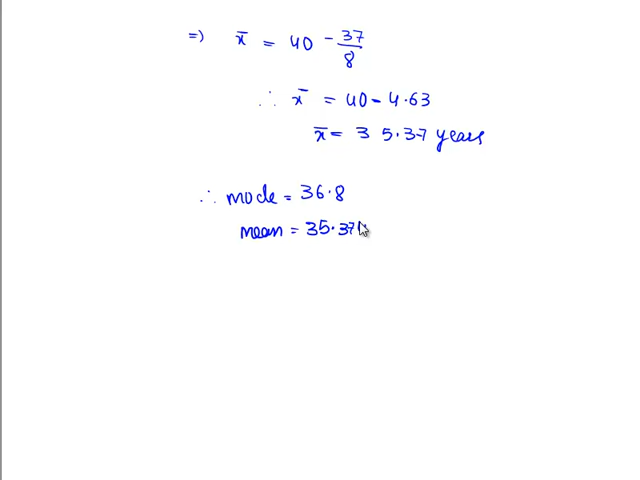 =) x̄ = 40 - 37/8
∴ x̄ = 40 - 4.63
x̄ = 35.37 years
∴ mode = 36.8
mean = 35.37